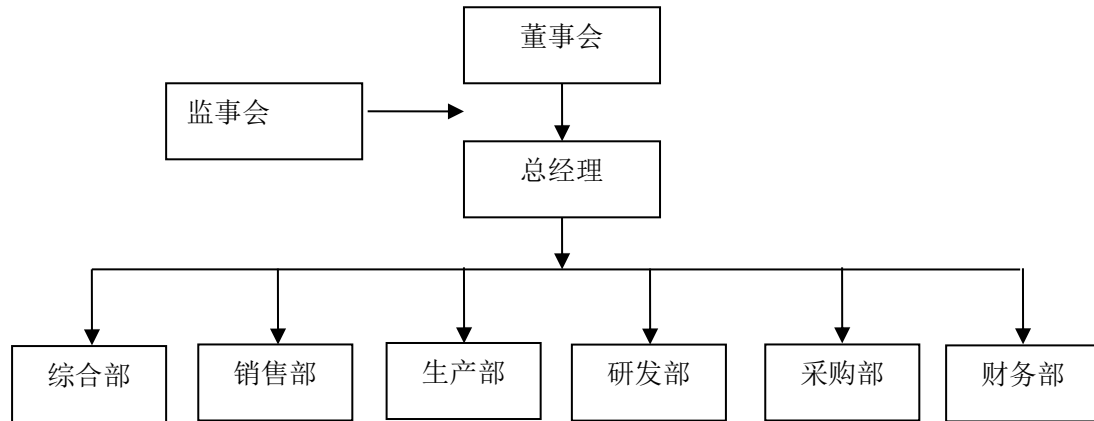 董事会
监事会
总经理
综合部
销售部
生产部
研发部
采购部
财务部